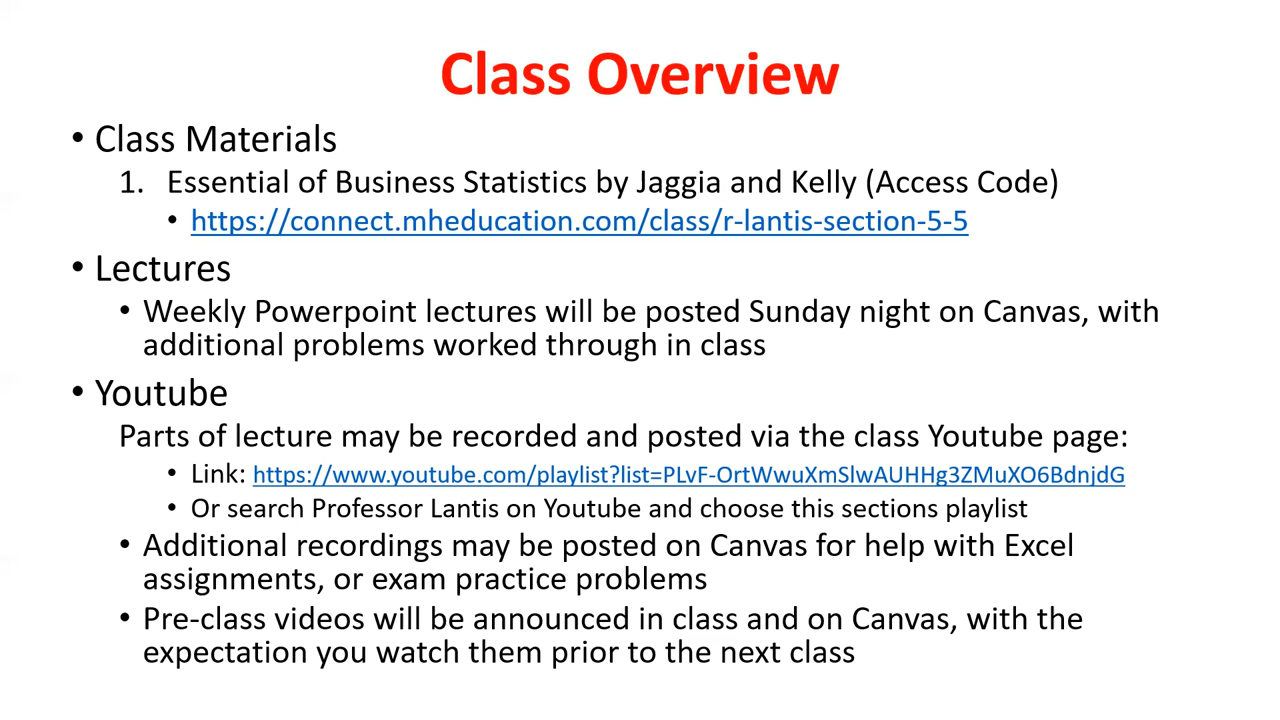 Class Overview
• Class Materials
1. Essential of Business Statistics by Jaggia and Kelly (Access Code)
• https://connect.mheducation.com/class/r-lantis-section-5-5
• Lectures
• Weekly Powerpoint lectures will be posted Sunday night on Canvas, with
additional problems worked through in class
• Youtube
Parts of lecture may be recorded and posted via the class Youtube page:
• Link: https://www.youtube.com/playlist?list=PLvF-OrtWwuXmSlwAUHHg3ZMuXO6BdnjdG
• Or search Professor Lantis on Youtube and choose this sections playlist
• Additional recordings may be posted on Canvas for help with Excel
assignments, or exam practice problems
• Pre-class videos will be announced in class and on Canvas, with the
expectation you watch them prior to the next class